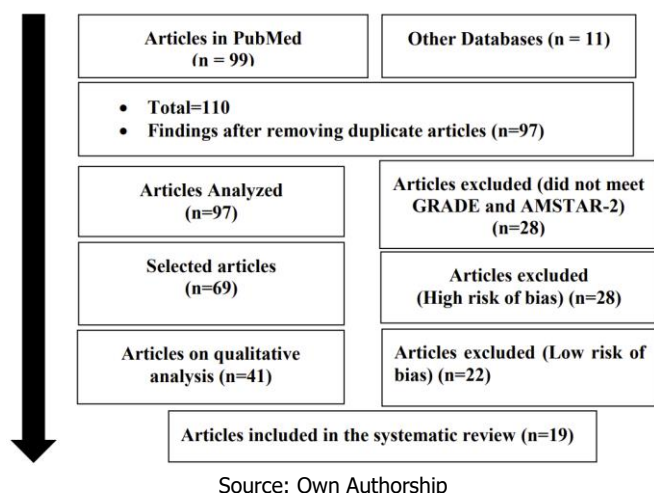 Articles in PubMed
(n = 99)
Other Databases (n = 11)
• Total=110
• Findings after removing duplicate articles (n=97)
Articles Analyzed
(n=97)
Articles excluded (did not meet
GRADE and AMSTAR-2)
(n=28)
Selected articles
(n=69)
Articles excluded
(High risk of bias) (n=28)
Articles on qualitative
analysis (n=41)
Articles excluded (Low risk of
bias) (n=22)
Articles included in the systematic review (n=19)
Source: Own Authorship